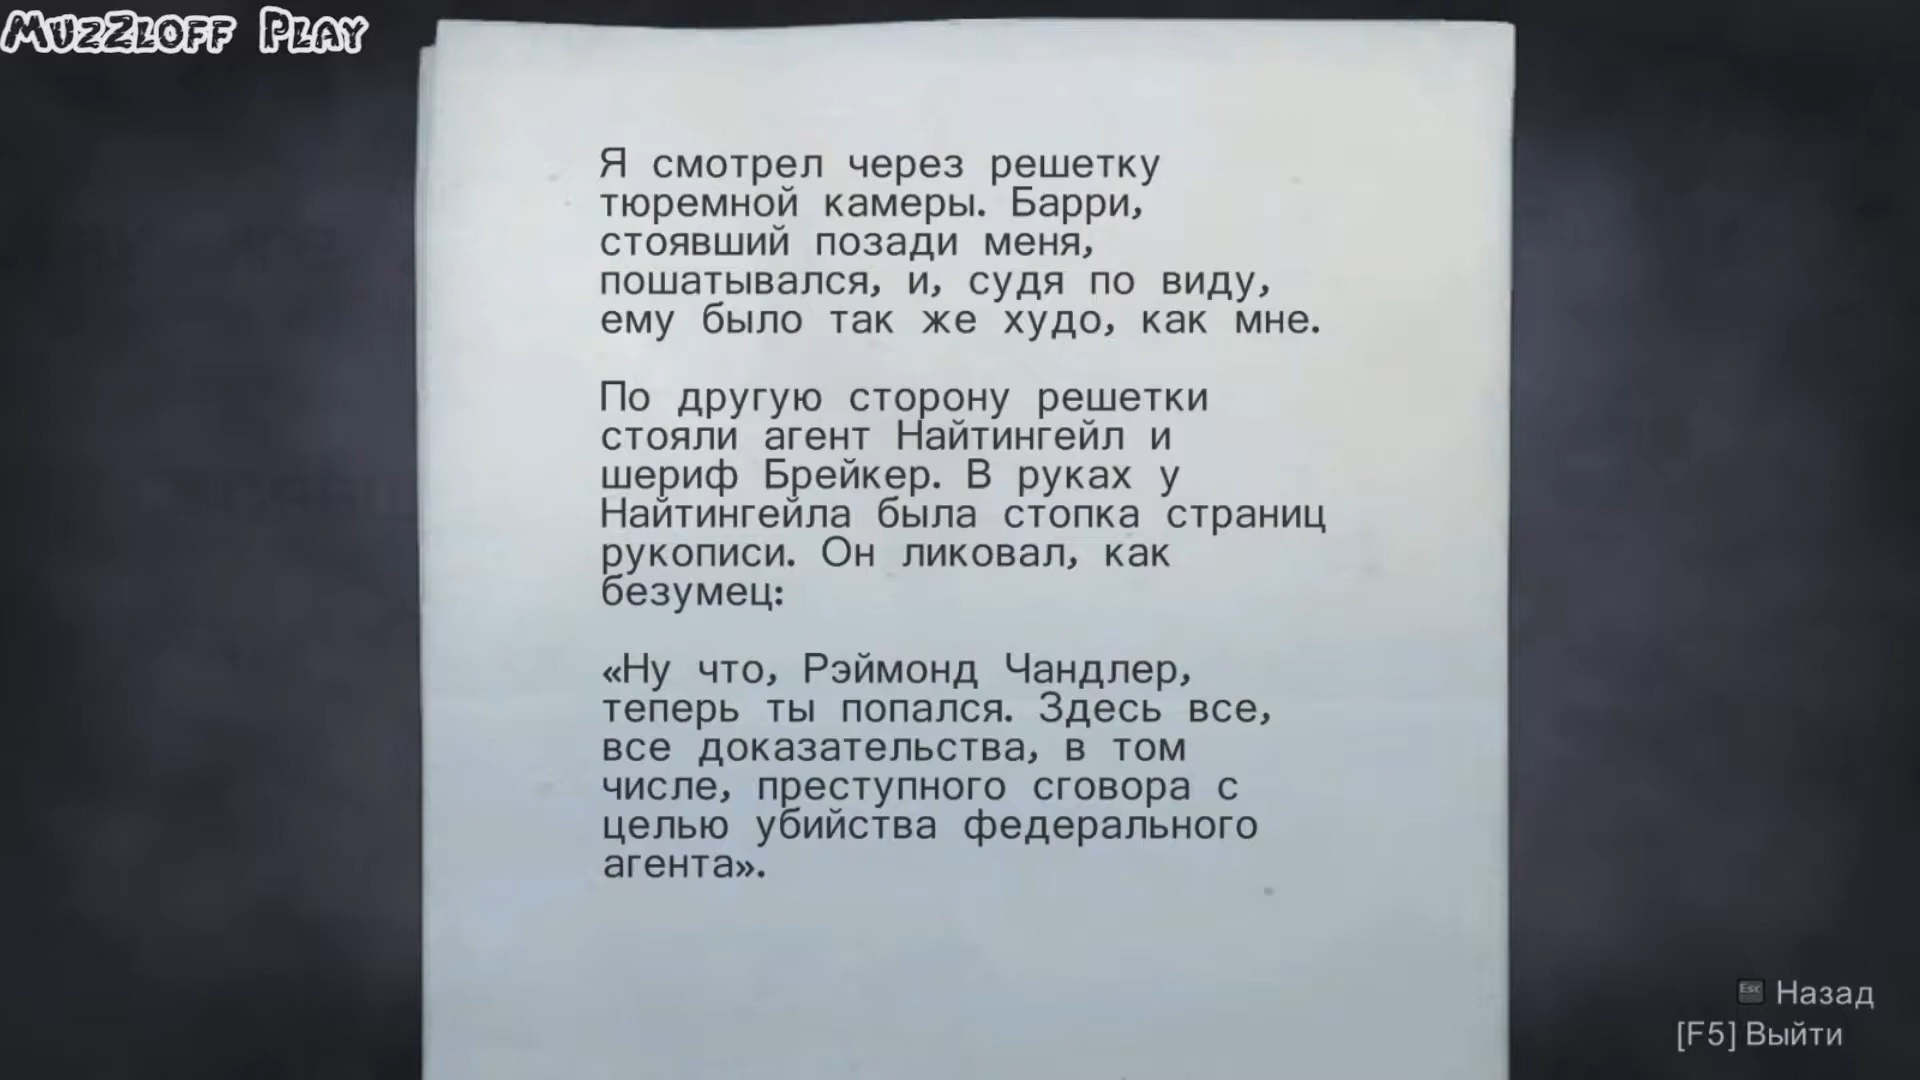 MuzZloff Play
Я смотрел через решетку
тюремной камеры. Барри,
стоявший позади меня,
пошатывался, и, судя по виду,
ему было так же худо, как мне.
По другую сторону решетки
стояли агент Найтингейл и
шериф Брейкер. В руках у
Найтингейла была стопка страниц
рукописи. Он ликовал, как
безумец:
«Ну что, Рэймонд Чандлер,
теперь ты попался. Здесь все,
все доказательства, в том
числе, преступного сговора с
целью убийства федерального
агента».
Esc Назад
[F5] Выйти